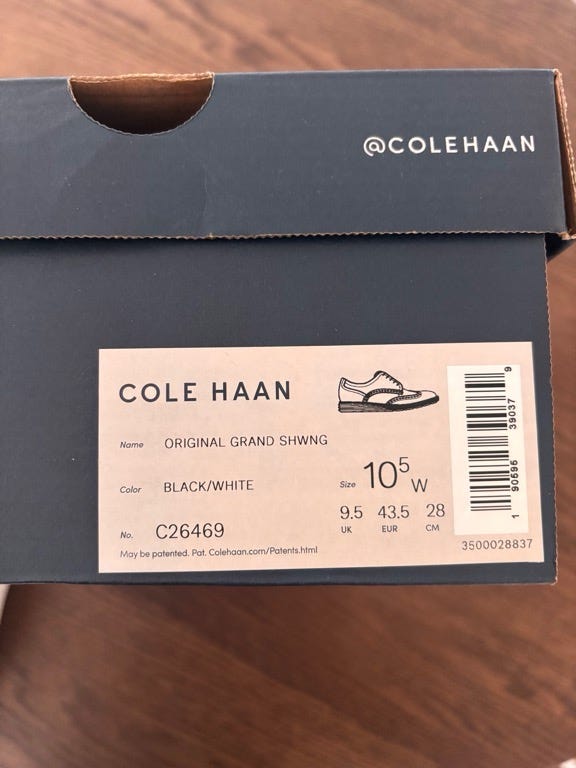 @COLEHAAN
COLE HAAN
Name ORIGINAL GRAND SHWNG
Color BLACK/WHITE
Size 10⁵ W
9.5 43.5 28
UK EUR CM
No. C26469
May be patented. Pat. Colehaan.com/Patents.html
1 90595 39037 9
3500028837